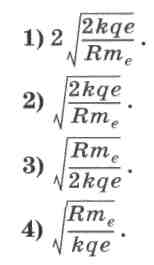 1) 2 √(2kqe/Rmₑ) .
2) √(2kqe/Rmₑ) .
3) √(Rmₑ/2kqe) .
4) √(Rmₑ/kqe) .